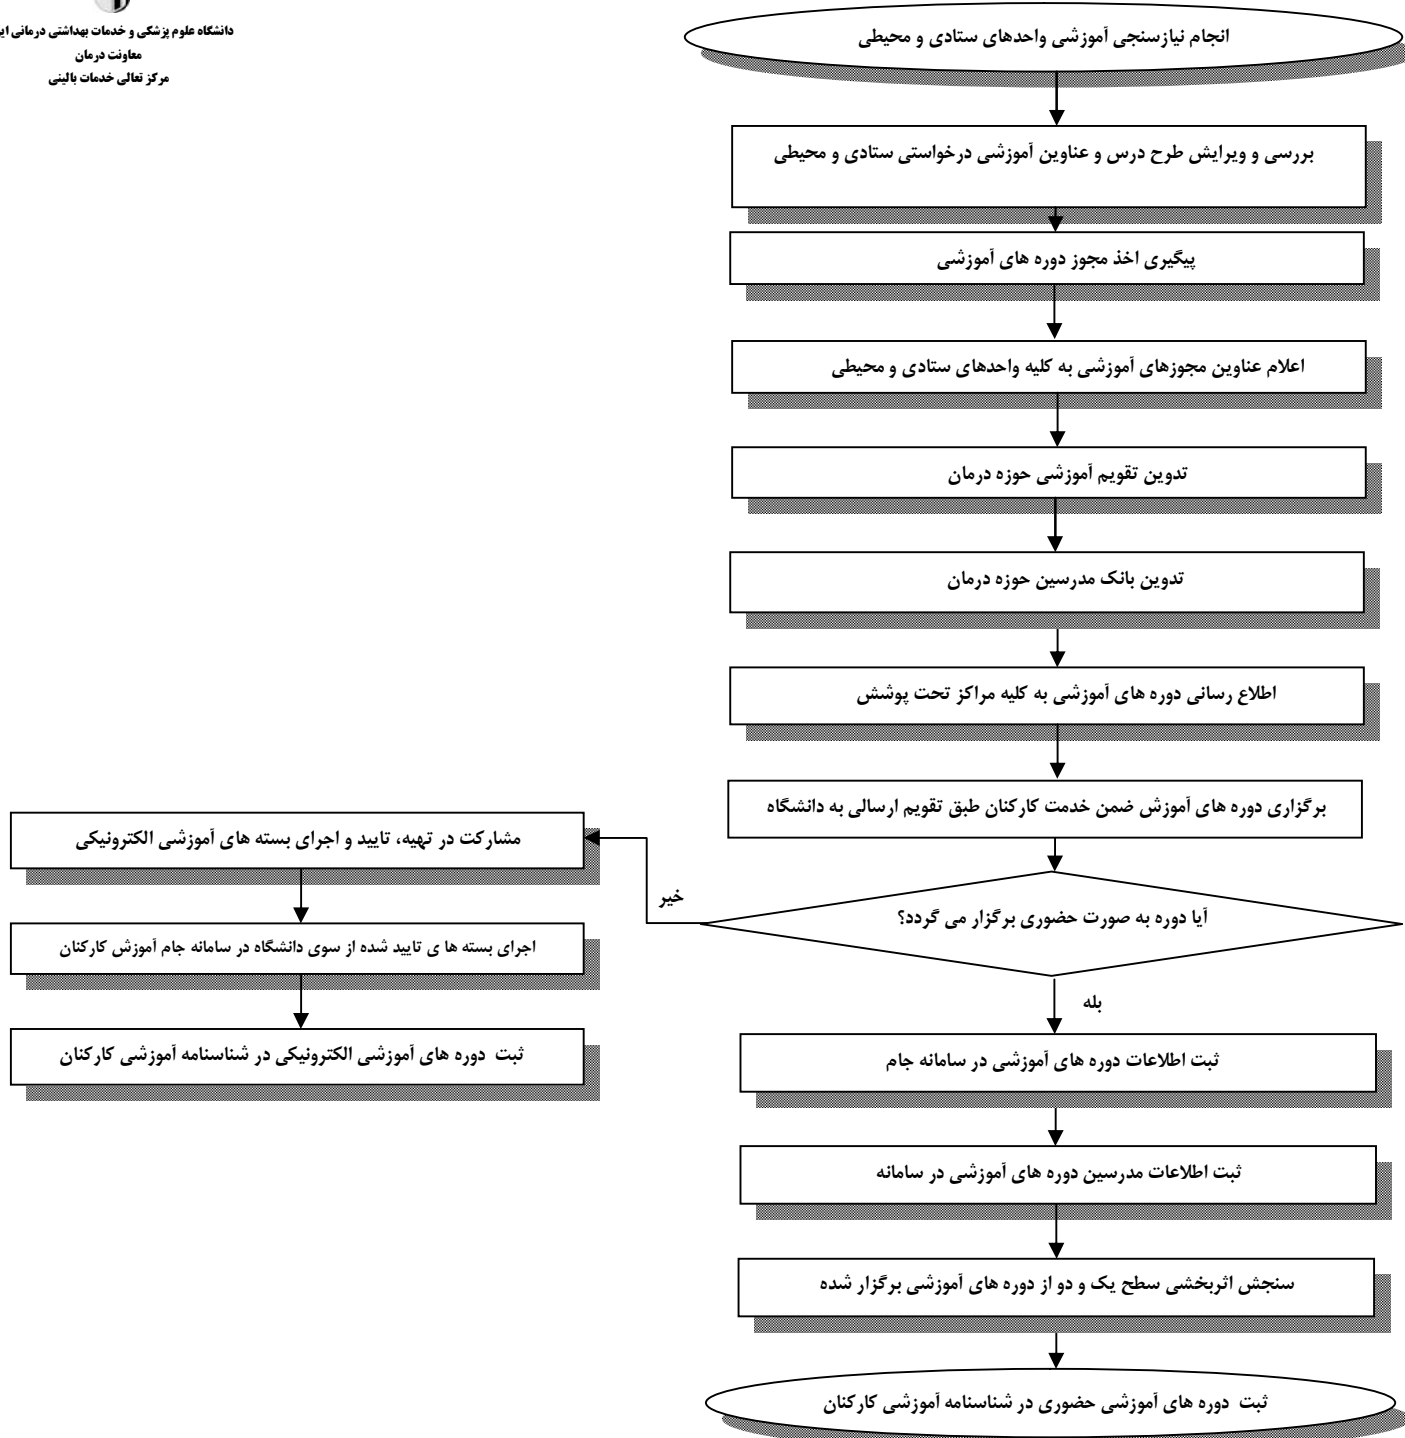 دانشگاه علوم پزشکی و خدمات بهداشتی درمانی
معاونت درمان
مرکز تعالی خدمات بالینی
انجام نیازسنجی آموزشی واحدهای ستادی و محیطی
بررسی و ویرایش طرح درس و عناوین آموزشی درخواستی ستادی و محیطی
پیگیری اخذ مجوز دوره های آموزشی
اعلام عناوین مجوزهای آموزشی به کلیه واحدهای ستادی و محیطی
تدوین تقویم آموزشی حوزه درمان
تدوین بانک مدرسین حوزه درمان
اطلاع رسانی دوره های آموزشی به کلیه مراکز تحت پوشش
برگزاری دوره های آموزش ضمن خدمت کارکنان طبق تقویم ارسالی به دانشگاه
آیا دوره به صورت حضوری برگزار می گردد؟
خیر
مشارکت در تهیه، تایید و اجرای بسته های آموزشی الکترونیکی
اجرای بسته ها ی تایید شده از سوی دانشگاه در سامانه جام آموزش کارکنان
ثبت دوره های آموزشی الکترونیکی در شناسنامه آموزشی کارکنان
بله
ثبت اطلاعات دوره های آموزشی در سامانه جام
ثبت اطلاعات مدرسین دوره های آموزشی در سامانه
سنجش اثربخشی سطح یک و دو از دوره های آموزشی برگزار شده
ثبت دوره های آموزشی حضوری در شناسنامه آموزشی کارکنان